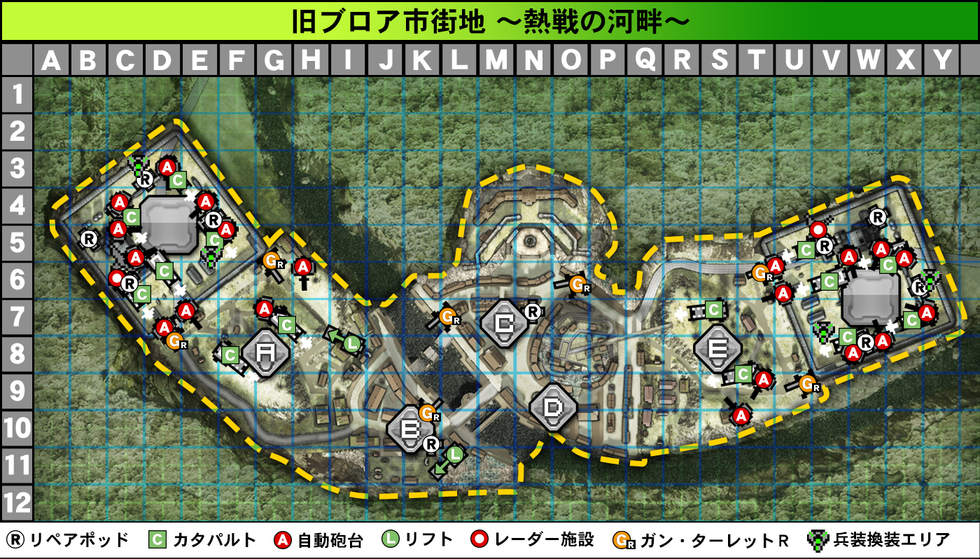 旧ブロア市街地 ～熱戦の河畔～
A B C D E F G H I J K L M N O P Q R S T U V W X Y
1
2
3
R A C
4
A C A R R
5
A A R C R C R
6
A C G R A G R G R A A A C A
7
R R C C A C R
8
A A C G R C A L C R E A C A
9
A R C A
10
B G R D C A G R
11
R L
12
R リペアポッド C カタパルト A 自動砲台 L リフト レーダー施設 GR ガン・ターレットR 兵装換装エリア